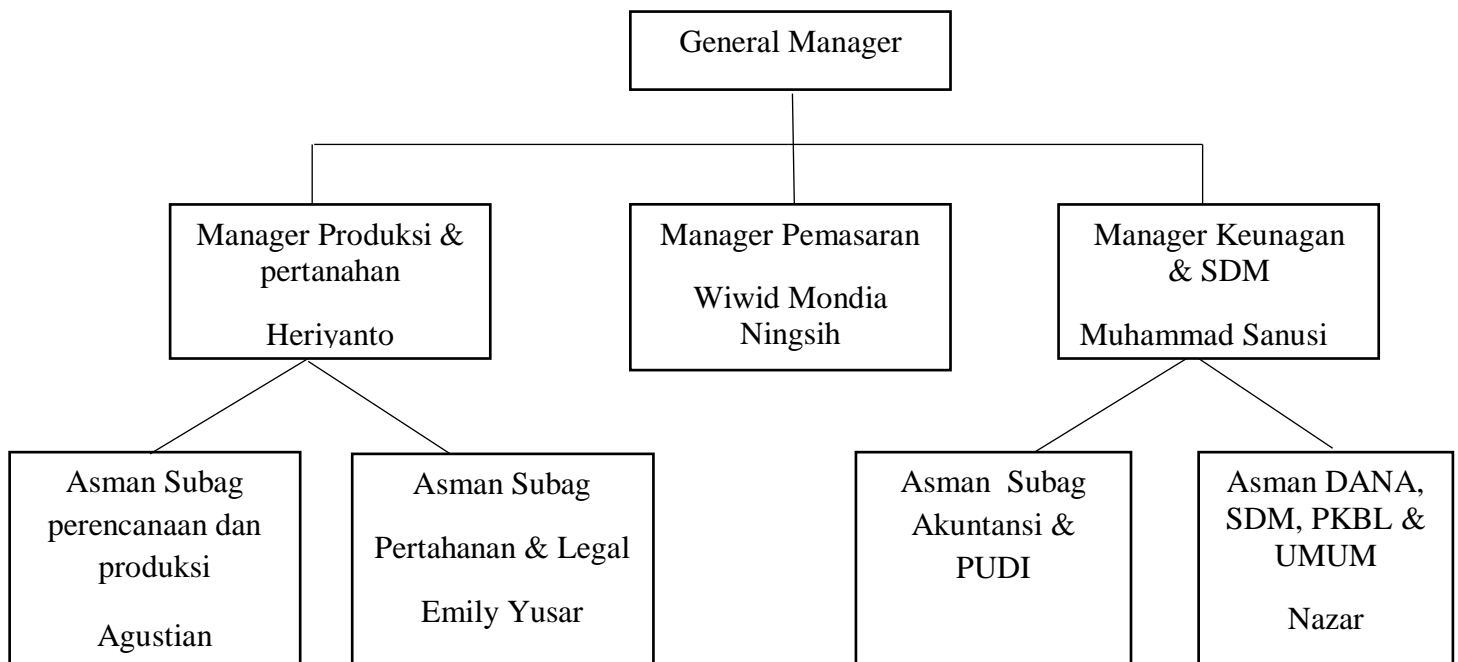 General Manager
Manager Produksi &
pertanahan
Heriyanto
Manager Pemasaran
Wiwid Mondia
Ningsih
Manager Keunagan
& SDM
Muhammad Sanusi
Asman Subag
perencanaan dan
produksi
Agustian
Asman Subag
Pertahanan & Legal
Emily Yusar
Asman Subag
Akuntansi &
PUDI
Asman DANA,
SDM, PKBL &
UMUM
Nazar